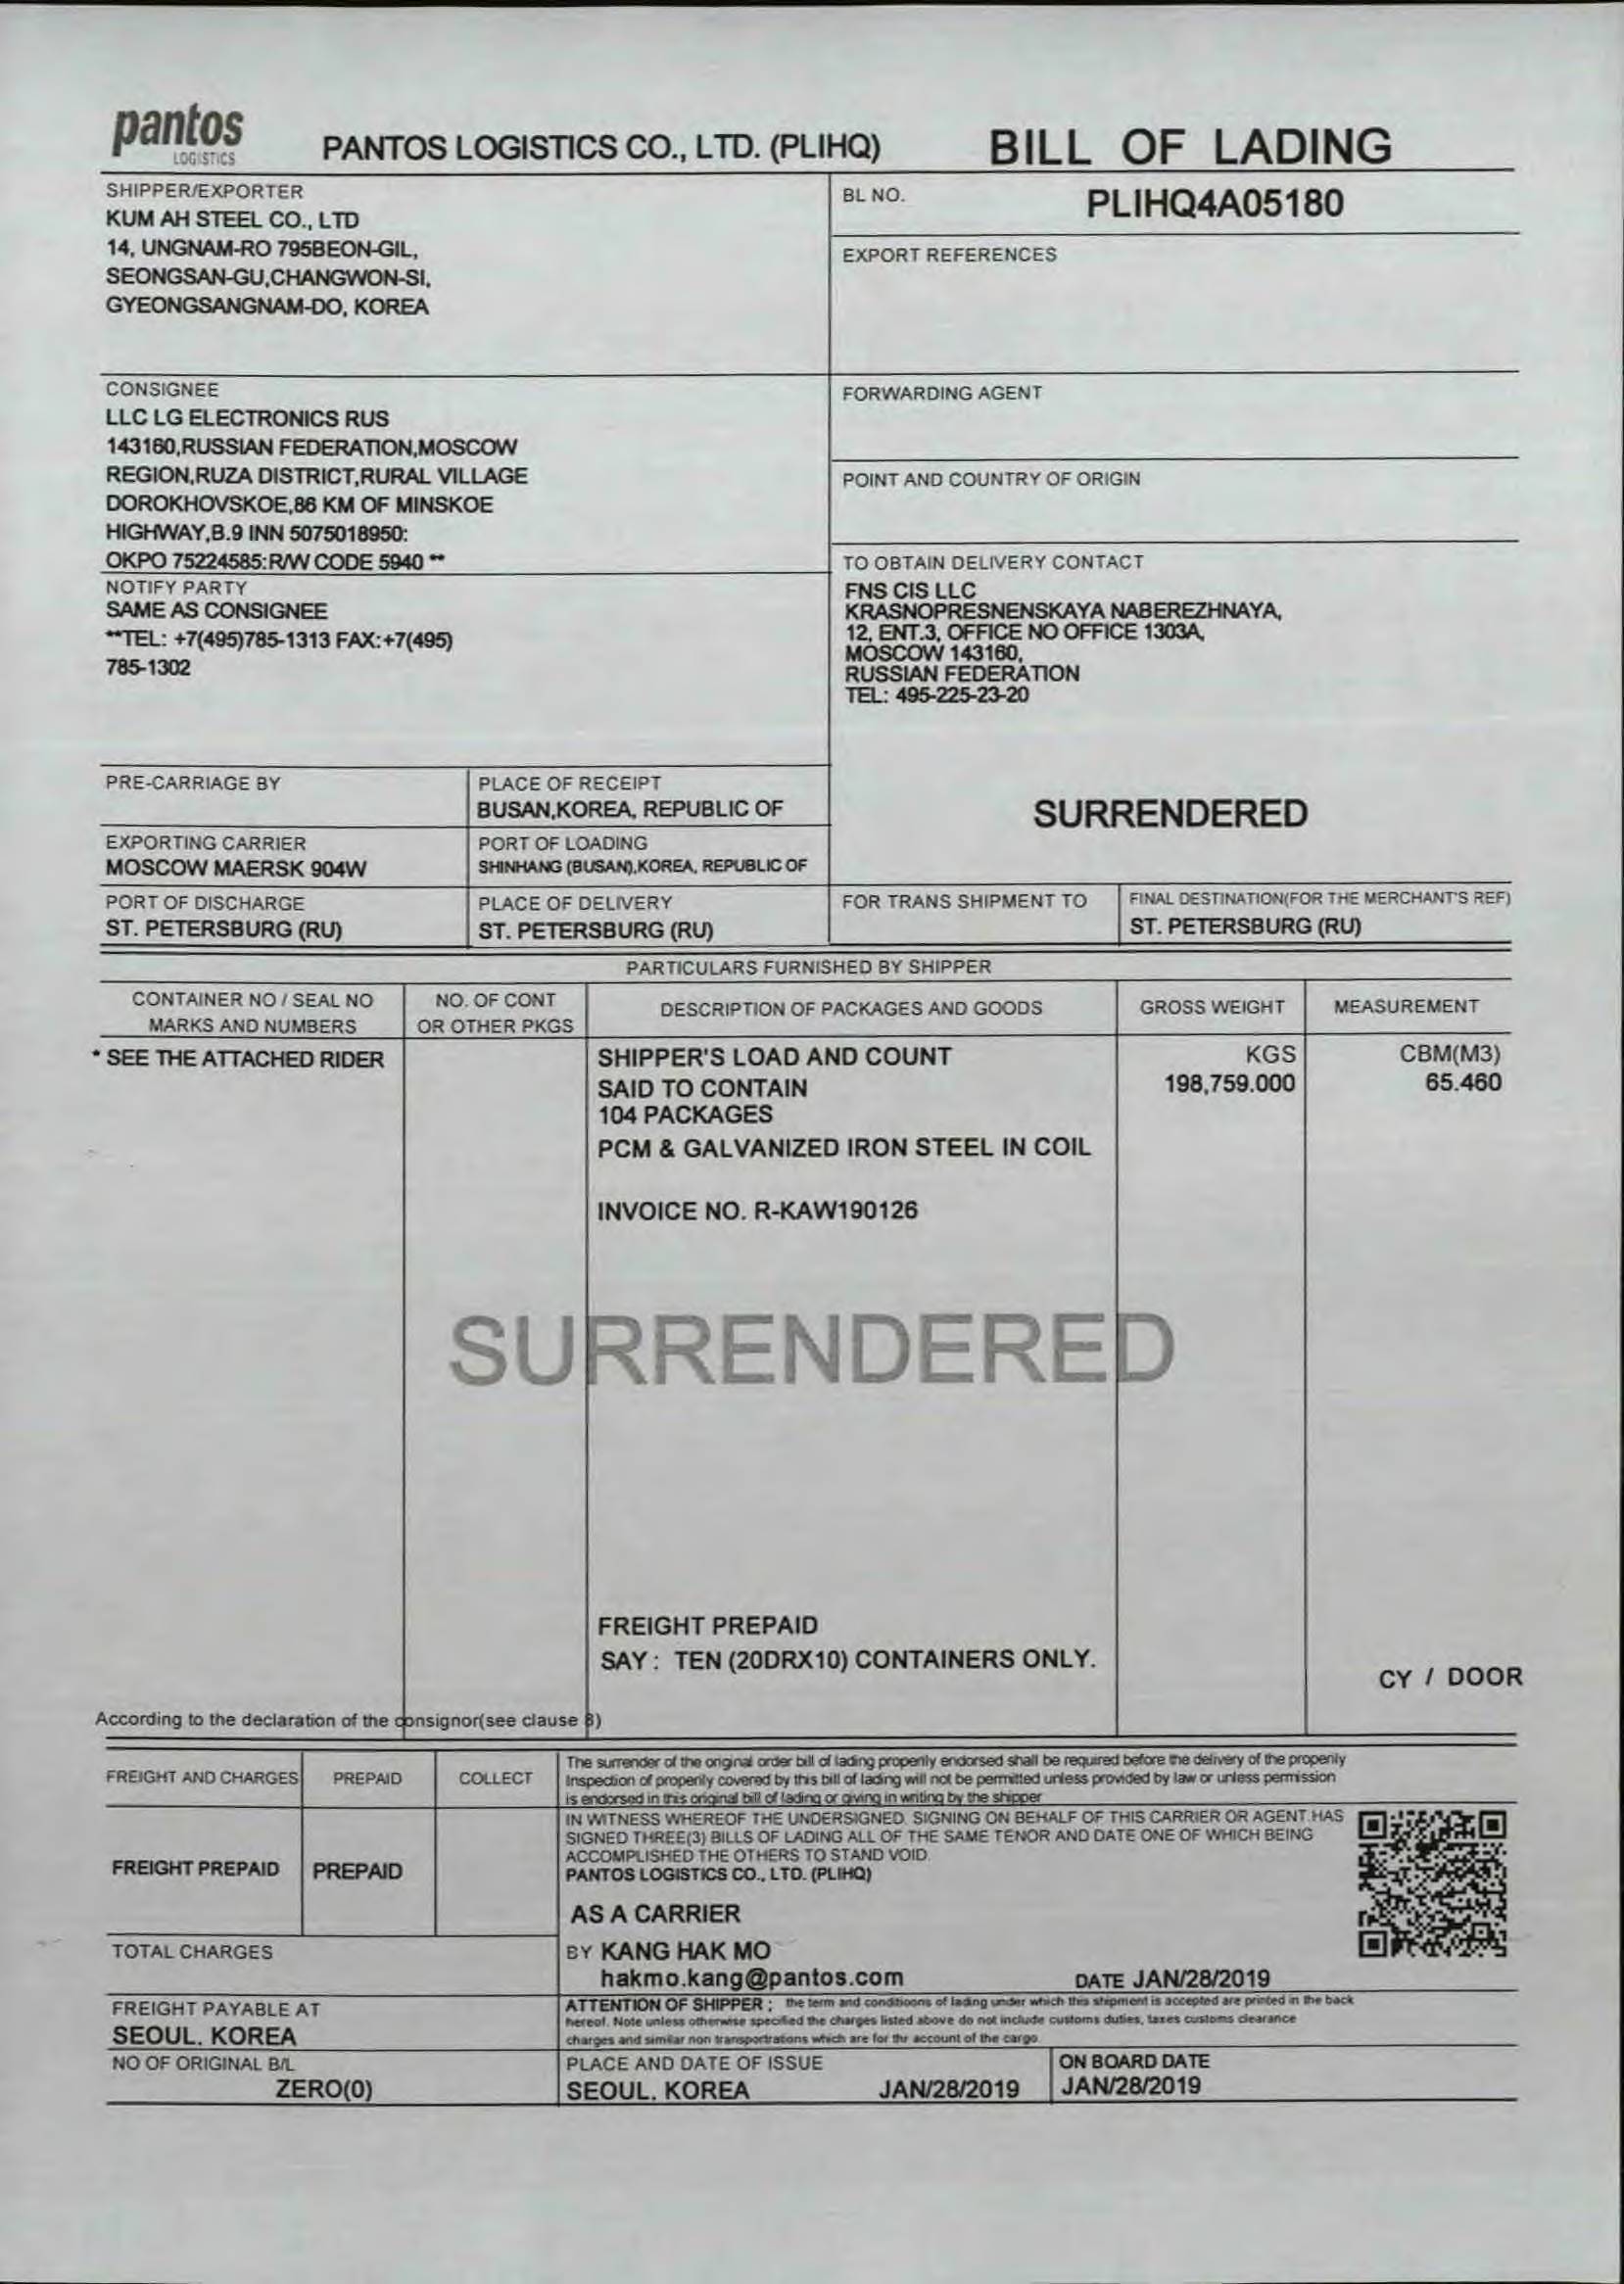 pantos
LOGISTICS
PANTOS LOGISTICS CO., LTD. (PLIHQ)
BILL OF LADING
SHIPPER/EXPORTER
KUM AH STEEL CO., LTD
14, UNGNAM-RO 795BEON-GIL,
SEONGSAN-GU,CHANGWON-SI,
GYEONGSANGNAM-DO, KOREA
BL NO.
PLIHQ4A05180
EXPORT REFERENCES
CONSIGNEE
LLC LG ELECTRONICS RUS
143160,RUSSIAN FEDERATION,MOSCOW
REGION,RUZA DISTRICT,RURAL VILLAGE
DOROKHOVSKOE,86 KM OF MINSKOE
HIGHWAY,B.9 INN 5075018950:
OKPO 75224585:R/W CODE 5940 **
FORWARDING AGENT
POINT AND COUNTRY OF ORIGIN
NOTIFY PARTY
SAME AS CONSIGNEE
**TEL: +7(495)785-1313 FAX:+7(495)
785-1302
TO OBTAIN DELIVERY CONTACT
FNS CIS LLC
KRASNOPRESNENSKAYA NABEREZHNAYA,
12, ENT.3, OFFICE NO OFFICE 1303A,
MOSCOW 143160,
RUSSIAN FEDERATION
TEL: 495-225-23-20
PRE-CARRIAGE BY
PLACE OF RECEIPT
BUSAN,KOREA, REPUBLIC OF
SURRENDERED
EXPORTING CARRIER
MOSCOW MAERSK 904W
PORT OF LOADING
SHINHANG (BUSAN),KOREA, REPUBLIC OF
PORT OF DISCHARGE
ST. PETERSBURG (RU)
PLACE OF DELIVERY
ST. PETERSBURG (RU)
FOR TRANS SHIPMENT TO
FINAL DESTINATION(FOR THE MERCHANT'S REF)
ST. PETERSBURG (RU)
PARTICULARS FURNISHED BY SHIPPER
CONTAINER NO / SEAL NO
MARKS AND NUMBERS
NO. OF CONT
OR OTHER PKGS
DESCRIPTION OF PACKAGES AND GOODS
GROSS WEIGHT
MEASUREMENT
* SEE THE ATTACHED RIDER
SHIPPER'S LOAD AND COUNT
SAID TO CONTAIN
104 PACKAGES
PCM & GALVANIZED IRON STEEL IN COIL
INVOICE NO. R-KAW190126
KGS
198,759.000
CBM(M3)
65.460
SURRENDERED
FREIGHT PREPAID
SAY : TEN (20DRX10) CONTAINERS ONLY.
CY / DOOR
According to the declaration of the consignor(see clause 8)
FREIGHT AND CHARGES
PREPAID
COLLECT
The surrender of the original order bill of lading properly endorsed shall be required before the delivery of the properily
Inspection of properily covered by this bill of lading will not be permitted unless provided by law or unless permission
is endorsed in this original bill of lading or giving in writing by the shipper
IN WITNESS WHEREOF THE UNDERSIGNED. SIGNING ON BEHALF OF THIS CARRIER OR AGENT HAS
SIGNED THREE(3) BILLS OF LADING ALL OF THE SAME TENOR AND DATE ONE OF WHICH BEING
ACCOMPLISHED THE OTHERS TO STAND VOID.
PANTOS LOGISTICS CO., LTD. (PLIHQ)
FREIGHT PREPAID
PREPAID
AS A CARRIER
TOTAL CHARGES
BY KANG HAK MO
hakmo.kang@pantos.com
DATE JAN/28/2019
FREIGHT PAYABLE AT
SEOUL. KOREA
ATTENTION OF SHIPPER ; the term and conditioons of lading under which this shipment is accepted are printed in the back
hereof. Note unless otherwise specified the charges listed above do not include customs duties, taxes customs clearance
charges and similar non transportrations which are for thr account of the cargo
NO OF ORIGINAL B/L
ZERO(0)
PLACE AND DATE OF ISSUE
SEOUL. KOREA JAN/28/2019
ON BOARD DATE
JAN/28/2019